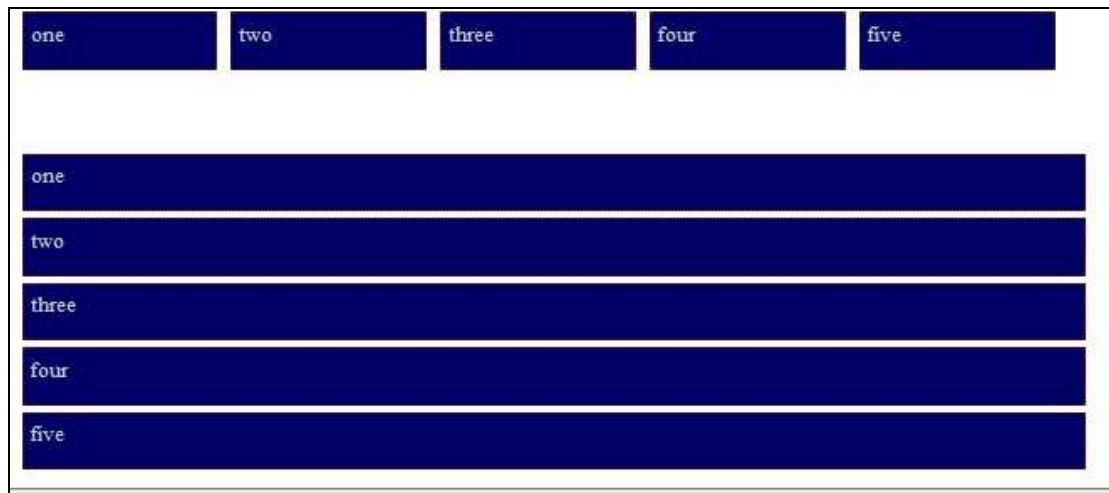 one two three four five
one
two
three
four
five